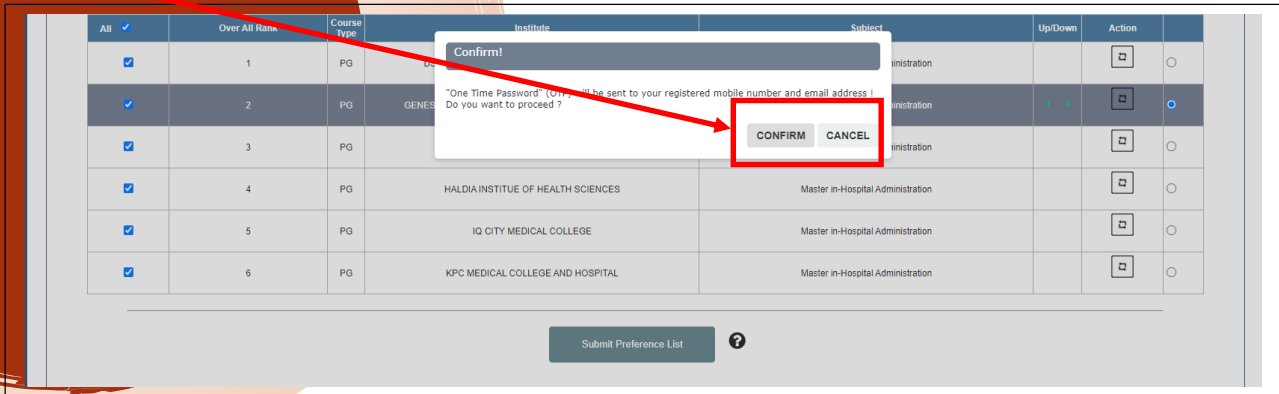 All Over All Rank Course Type Institute Subject Up/Down Action
Confirm!
1 PG ministration
"One Time Password" (OTP) will be sent to your registered mobile number and email address !
Do you want to proceed ?
2 PG GENES ministration
CONFIRM CANCEL
3 PG ministration
4 PG HALDIA INSTITUE OF HEALTH SCIENCES Master in-Hospital Administration
5 PG IQ CITY MEDICAL COLLEGE Master in-Hospital Administration
6 PG KPC MEDICAL COLLEGE AND HOSPITAL Master in-Hospital Administration
Submit Preference List ?